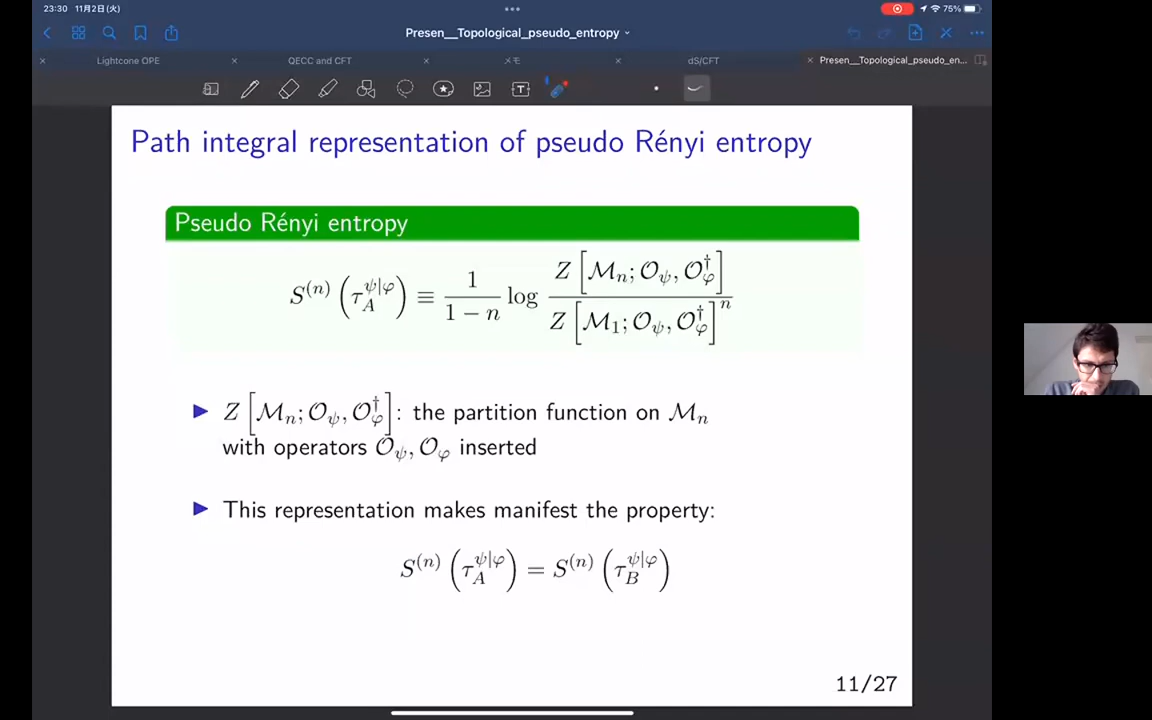 23:30 11月2日(火)
75%
Presen__Topological_pseudo_entropy
Lightcone OPE
QECC and CFT
メモ
dS/CFT
Presen__Topological_pseudo_en...
Path integral representation of pseudo Rényi entropy
Pseudo Rényi entropy
S^{(n)} (τ_A^{ψ|φ}) ≡ 1/(1 − n) log Z[M_n; O_ψ, O_φ^†] / Z[M_1; O_ψ, O_φ^†]^n
▶ Z[M_n; O_ψ, O_φ^†]: the partition function on M_n
with operators O_ψ, O_φ inserted
▶ This representation makes manifest the property:
S^{(n)} (τ_A^{ψ|φ}) = S^{(n)} (τ_B^{ψ|φ})
11/27